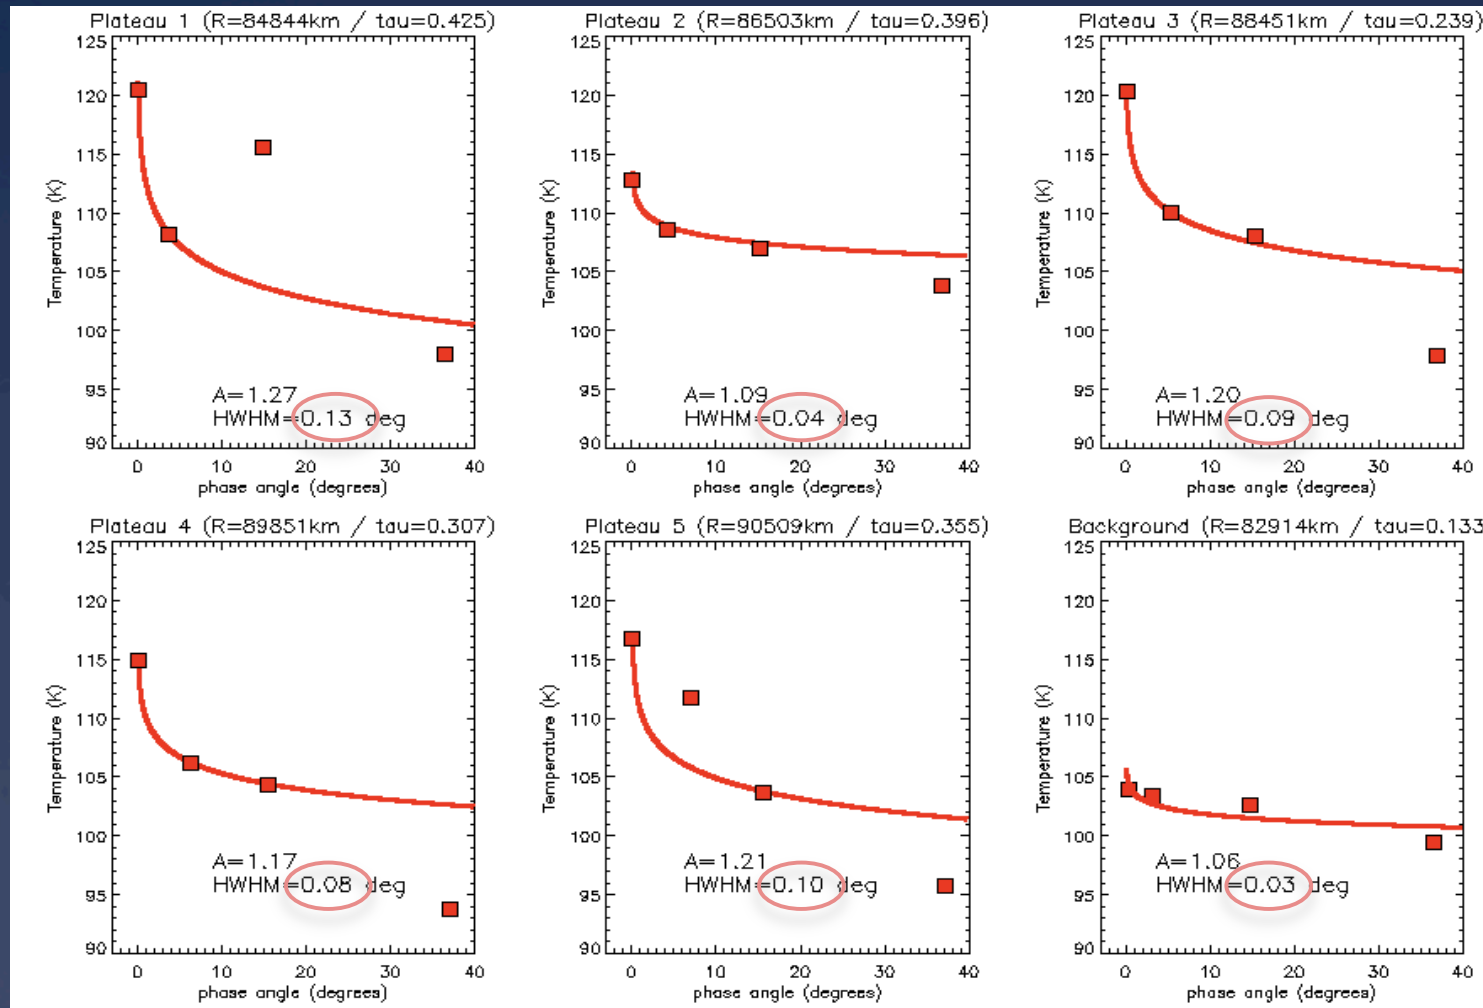 Plateau 1 (R=84844km / tau=0.425)
125
120
115
110
105
100
95
90
Temperature (K)
A=1.27
HWHM=0.13 deg
0 10 20 30 40
phase angle (degrees)
Plateau 2 (R=86503km / tau=0.396)
125
120
115
110
105
100
95
90
Temperature (K)
A=1.09
HWHM=0.04 deg
0 10 20 30 40
phase angle (degrees)
Plateau 3 (R=88451km / tau=0.239)
125
120
115
110
105
100
95
90
Temperature (K)
A=1.20
HWHM=0.09 deg
0 10 20 30 40
phase angle (degrees)
Plateau 4 (R=89851km / tau=0.307)
125
120
115
110
105
100
95
90
Temperature (K)
A=1.17
HWHM=0.08 deg
0 10 20 30 40
phase angle (degrees)
Plateau 5 (R=90509km / tau=0.355)
125
120
115
110
105
100
95
90
Temperature (K)
A=1.21
HWHM=0.10 deg
0 10 20 30 40
phase angle (degrees)
Background (R=82914km / tau=0.133
125
120
115
110
105
100
95
90
Temperature (K)
A=1.06
HWHM=0.03 deg
0 10 20 30 40
phase angle (degrees)